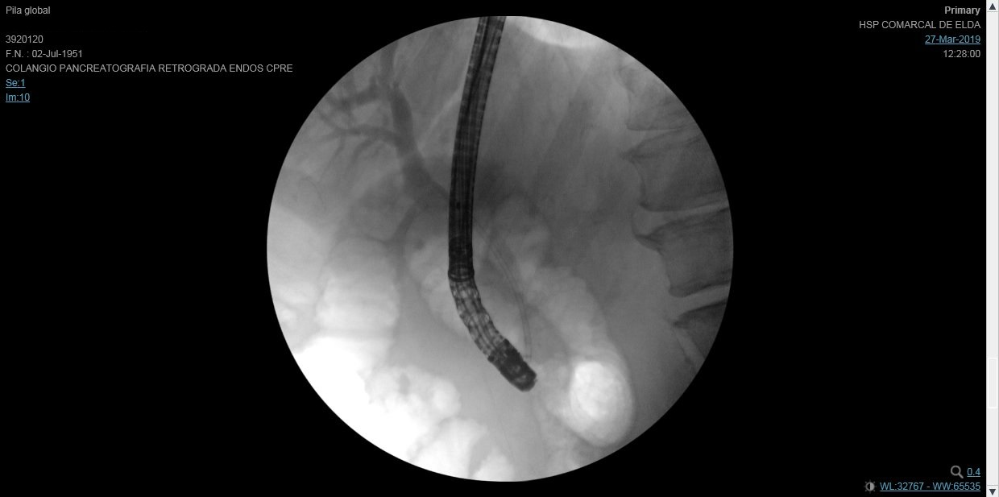 Pila global
3920120
F.N. : 02-Jul-1951
COLANGIO PANCREATOGRAFIA RETROGRADA ENDOS CPRE
Se:1
Im:10
Primary
HSP COMARCAL DE ELDA
27-Mar-2019
12:28:00
0.4
WL:32767 - WW:65535